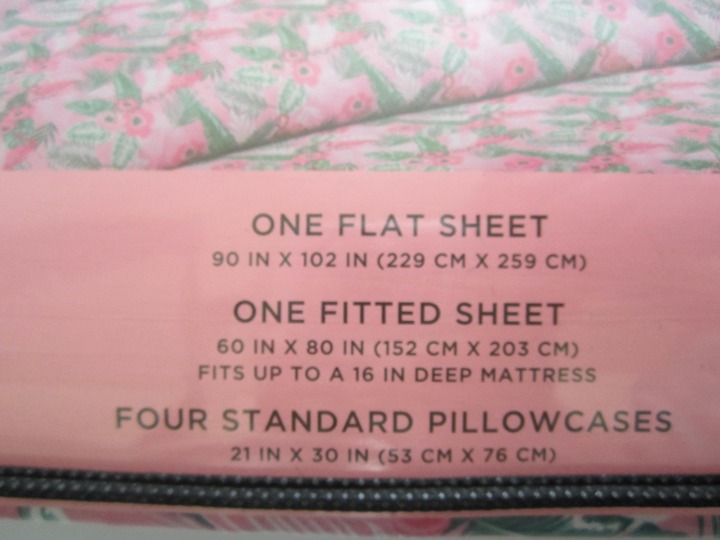 ONE FLAT SHEET
90 IN X 102 IN (229 CM X 259 CM)
ONE FITTED SHEET
60 IN X 80 IN (152 CM X 203 CM)
FITS UP TO A 16 IN DEEP MATTRESS
FOUR STANDARD PILLOWCASES
21 IN X 30 IN (53 CM X 76 CM)